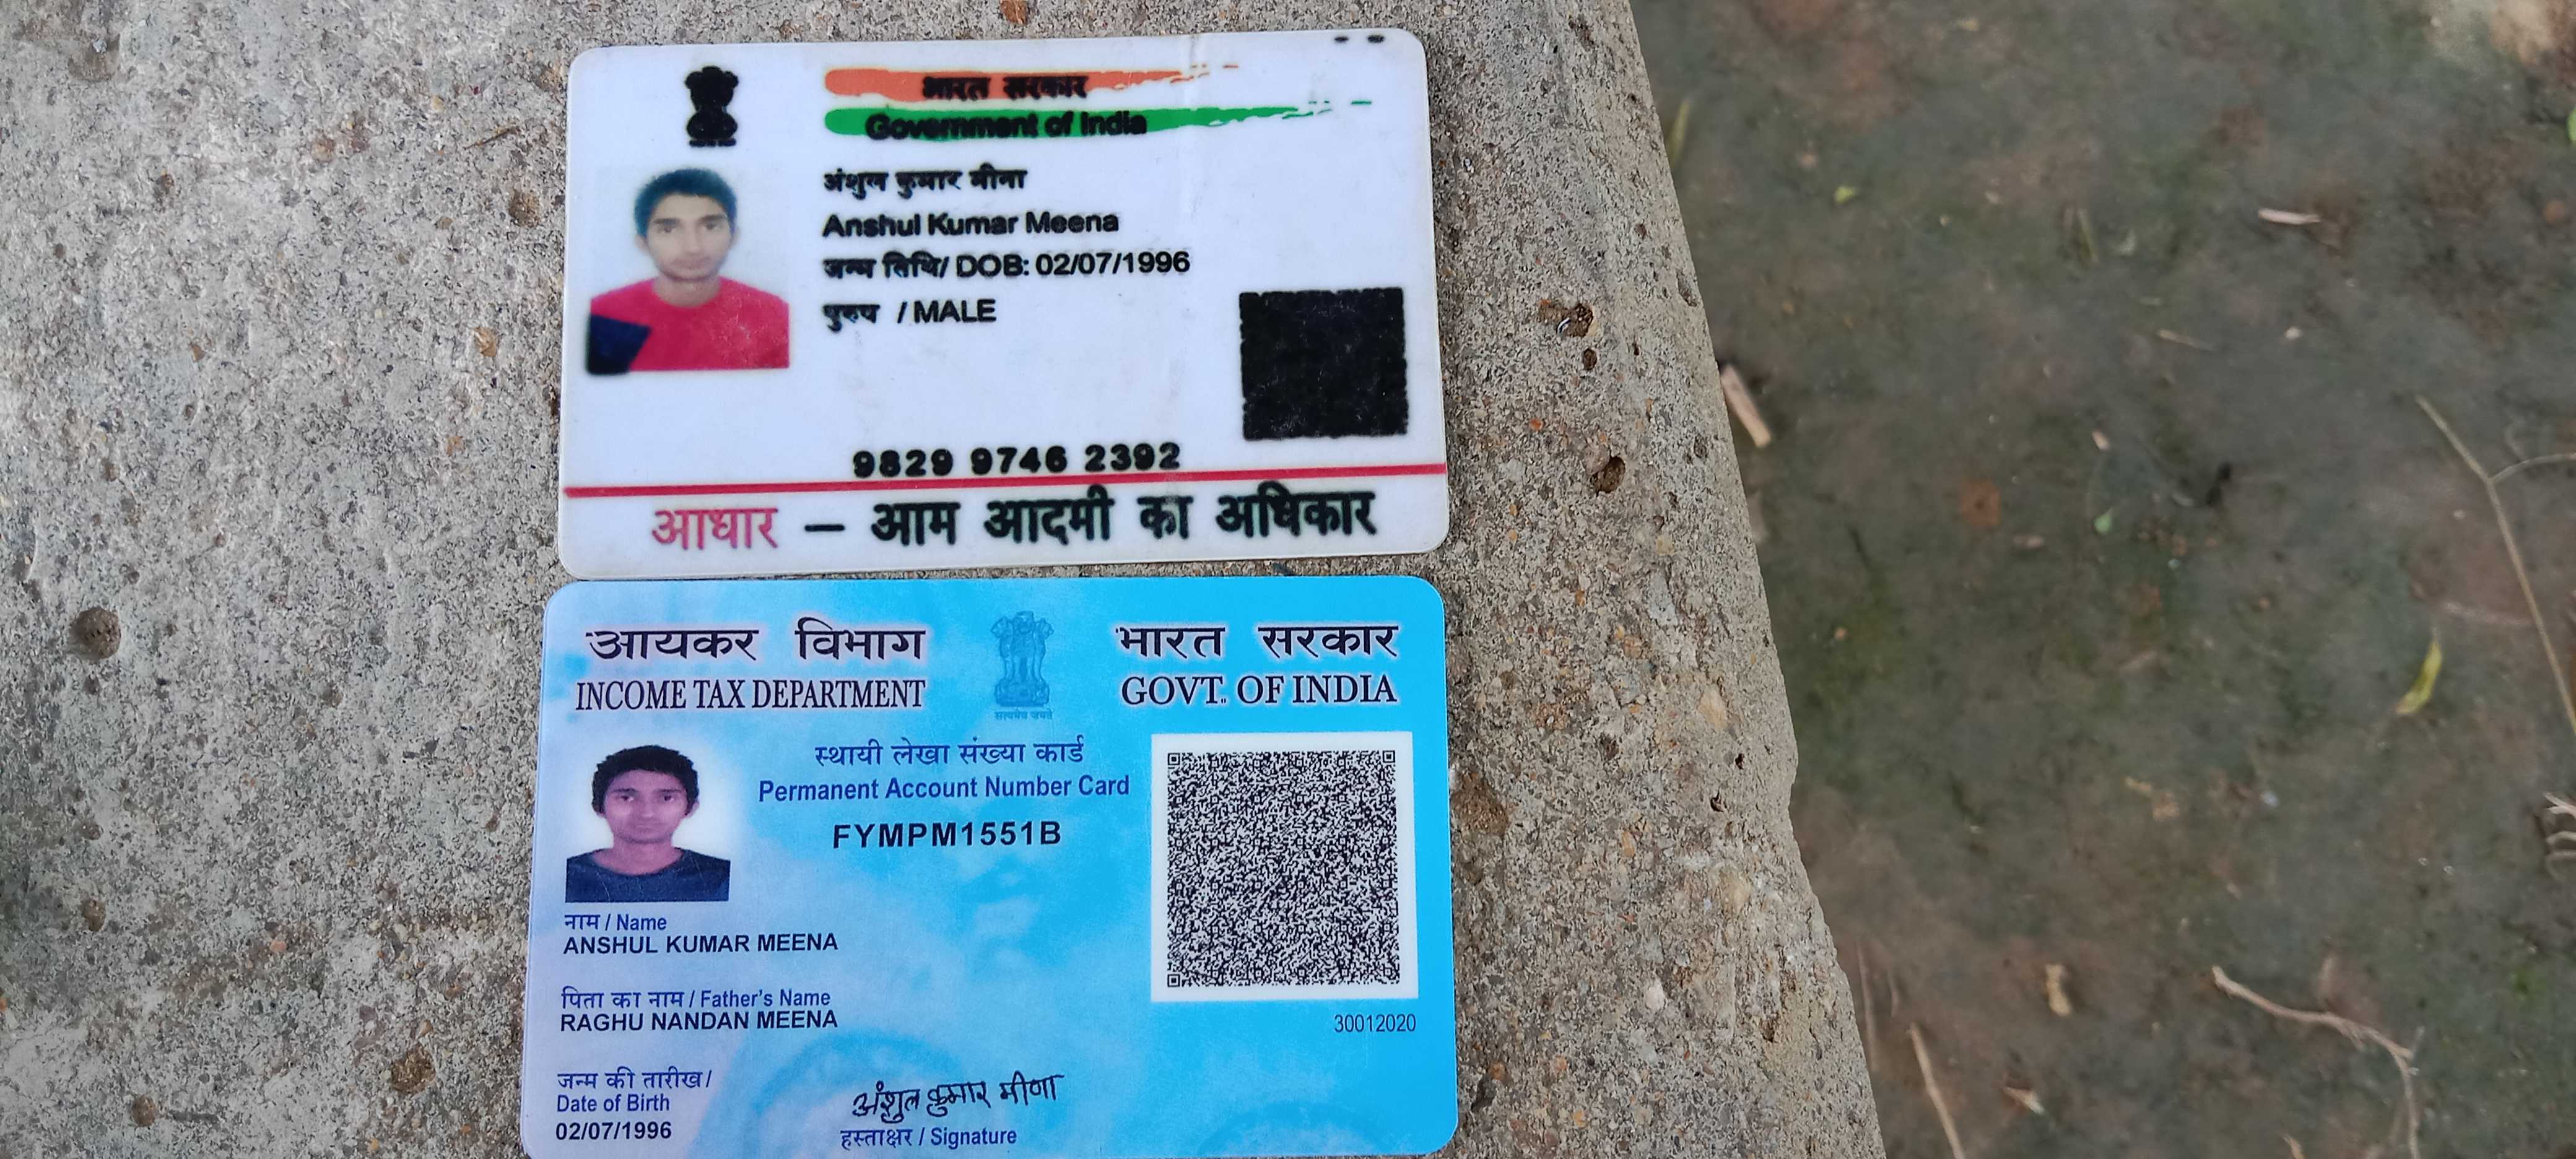 भारत सरकार
Government of India
अंशुल कुमार मीना
Anshul Kumar Meena
जन्म तिथि/ DOB: 02/07/1996
पुरुष / MALE
9829 9746 2392
आधार – आम आदमी का अधिकार
आयकर विभाग
INCOME TAX DEPARTMENT
भारत सरकार
GOVT. OF INDIA
सत्यमेव जयते
स्थायी लेखा संख्या कार्ड
Permanent Account Number Card
FYMPM1551B
नाम / Name
ANSHUL KUMAR MEENA
पिता का नाम / Father's Name
RAGHU NANDAN MEENA
30012020
जन्म की तारीख /
Date of Birth
02/07/1996
अंशुल कुमार मीणा
हस्ताक्षर / Signature